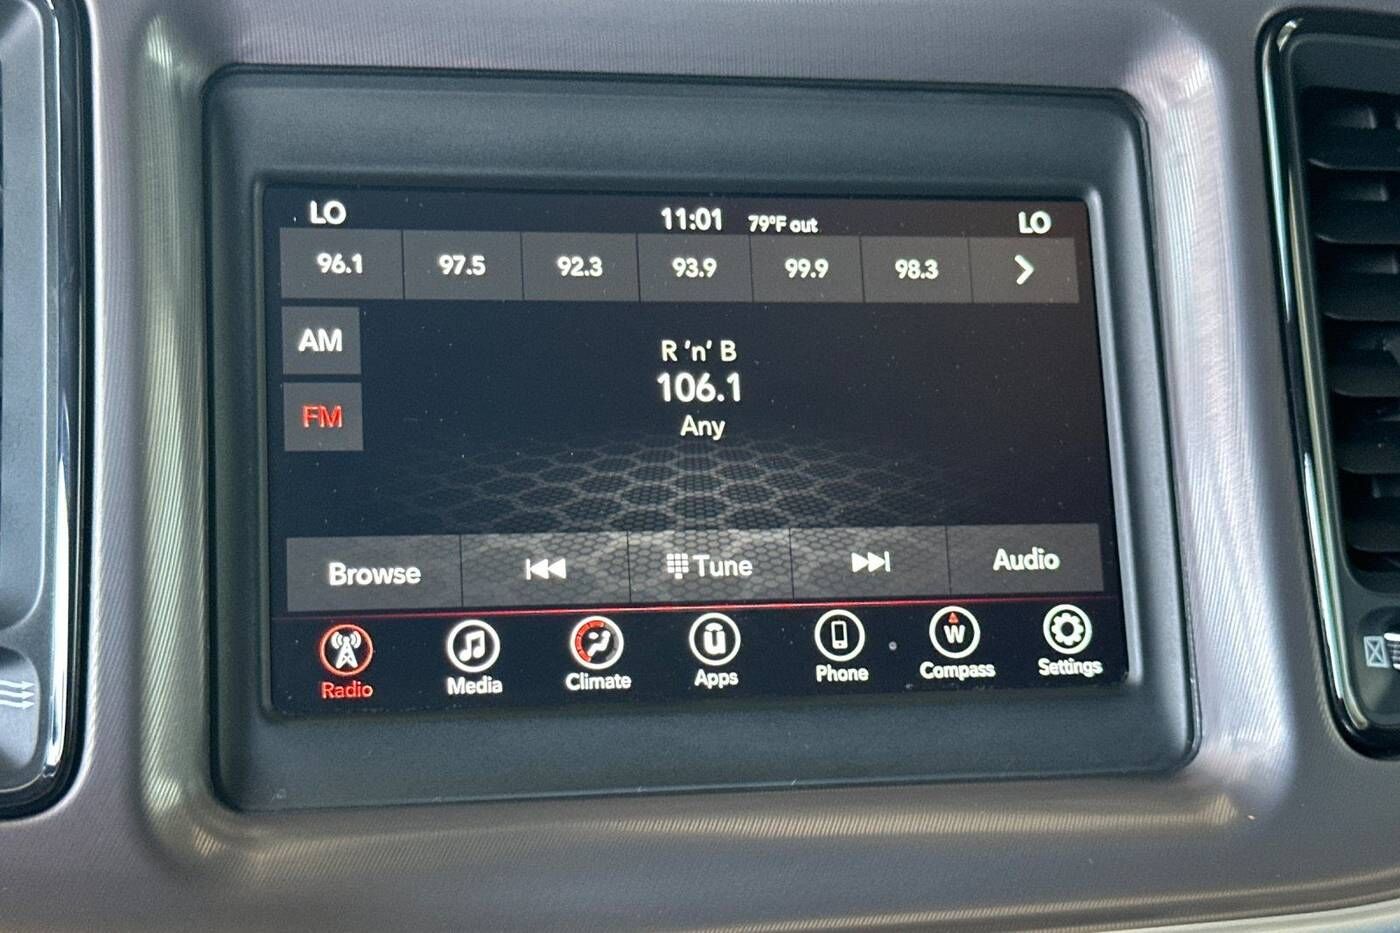 LO 11:01 79°F out LO
96.1 97.5 92.3 93.9 99.9 98.3
AM
FM
R 'n' B
106.1
Any
Browse Tune Audio
W
Radio Media Climate Apps Phone Compass Settings